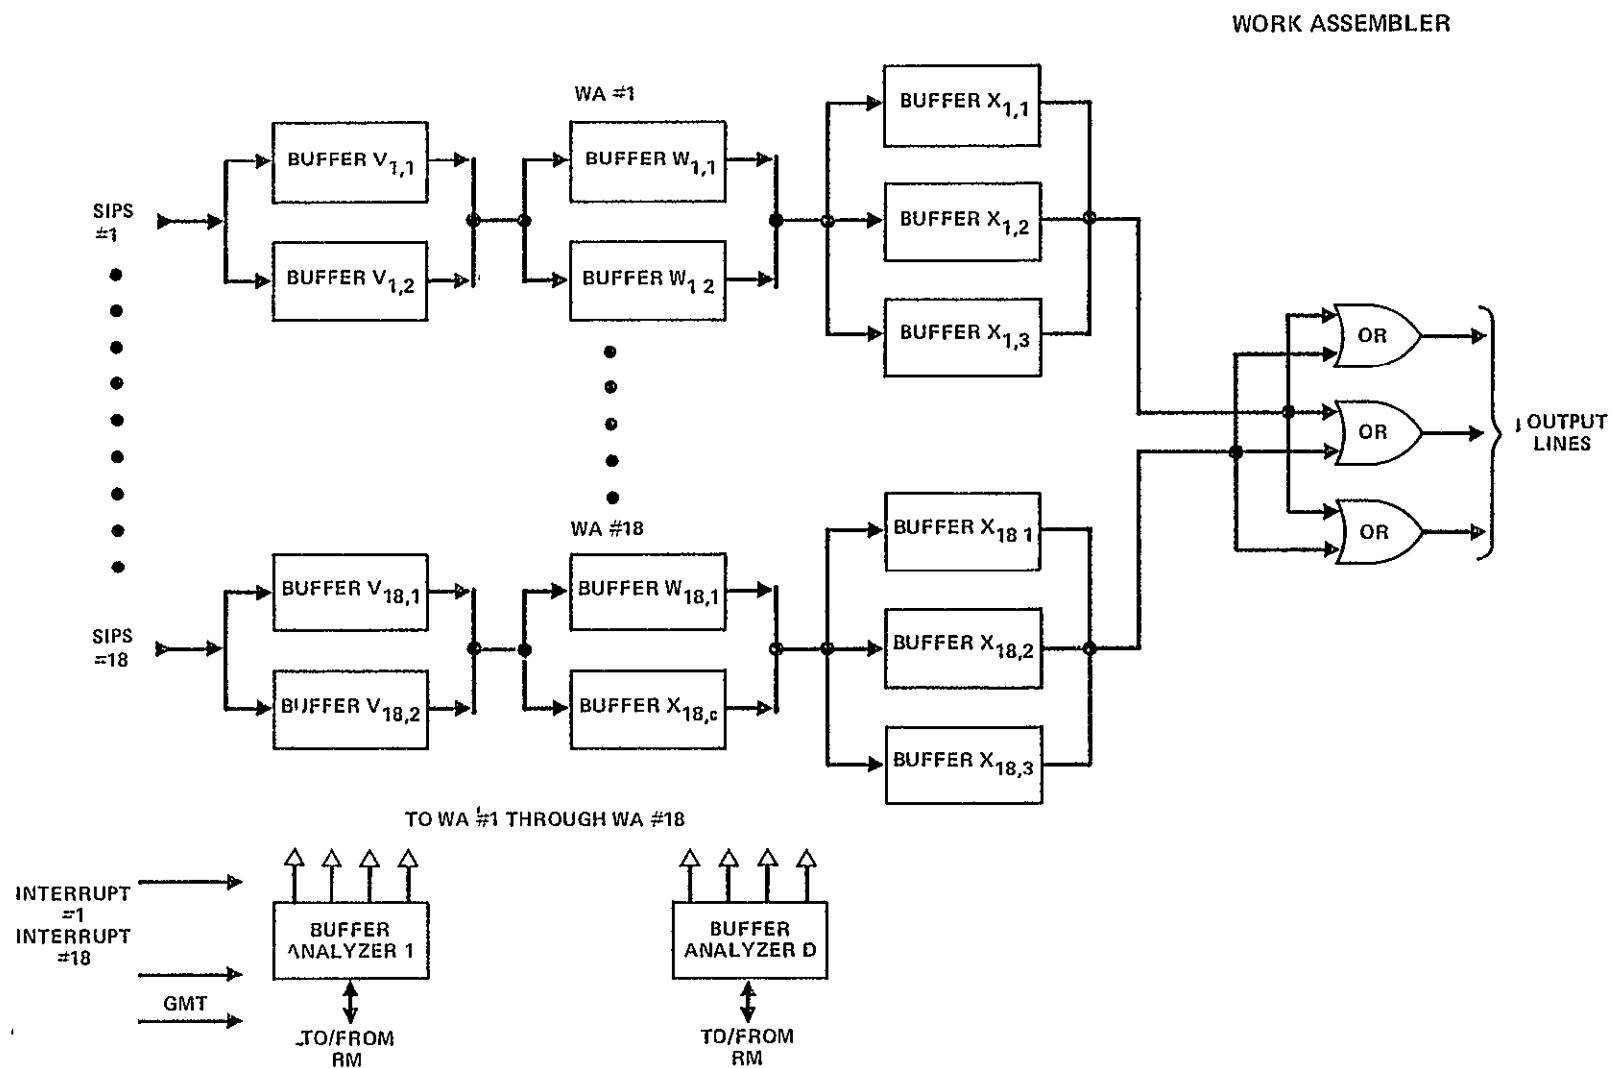 WORK ASSEMBLER
WA #1
BUFFER X1,1
BUFFER V1,1
BUFFER W1,1
SIPS
#1
BUFFER X1,2
BUFFER V1,2
BUFFER W1 2
BUFFER X1,3
OR
OR
OR
OUTPUT
LINES
WA #18
BUFFER X18 1
BUFFER V18,1
BUFFER W18,1
SIPS
=18
BUFFER X18,2
BUFFER V18,2
BUFFER X18,c
BUFFER X18,3
TO WA #1 THROUGH WA #18
INTERRUPT
=1
INTERRUPT
#18
GMT
BUFFER
ANALYZER 1
BUFFER
ANALYZER D
TO/FROM
RM
TO/FROM
RM